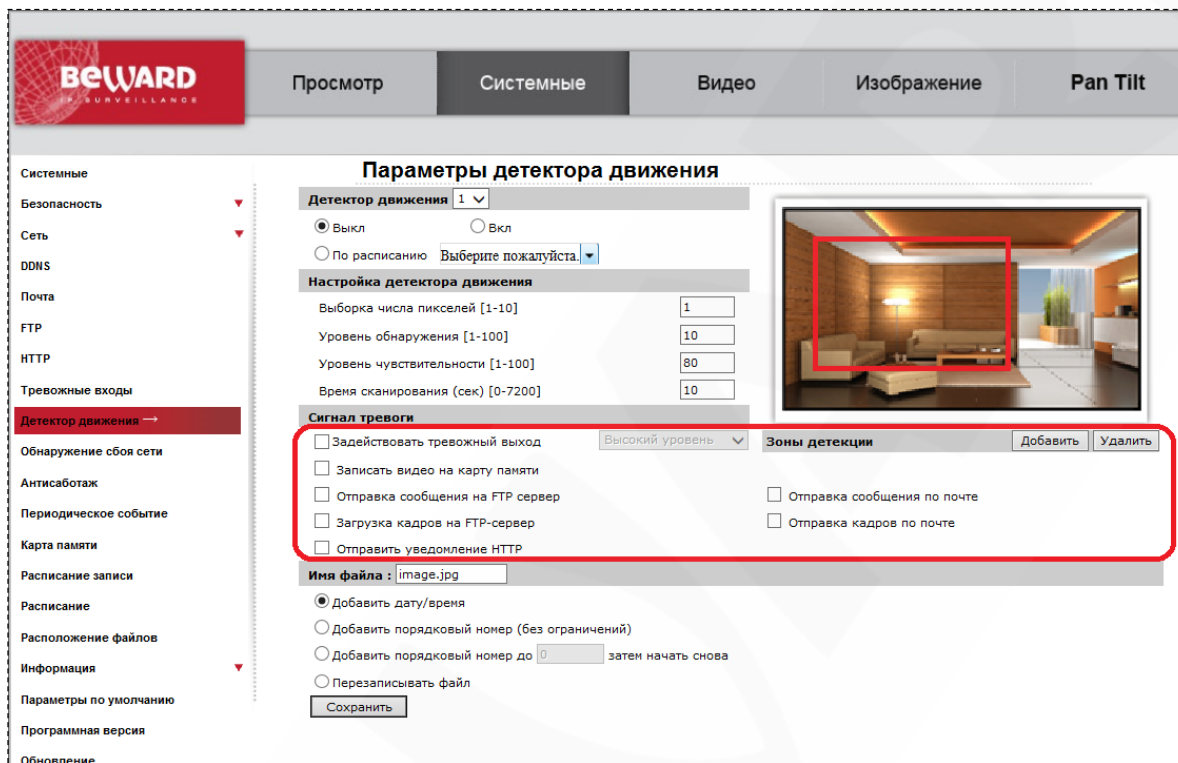 BEWARD
IP SURVEILLANCE
Просмотр
Системные
Видео
Изображение
Pan Tilt
Системные
Безопасность
Сеть
DDNS
Почта
FTP
HTTP
Тревожные входы
Детектор движения →
Обнаружение сбоя сети
Антисаботаж
Периодическое событие
Карта памяти
Расписание записи
Расписание
Расположение файлов
Информация
Параметры по умолчанию
Программная версия
Обновление
Параметры детектора движения
Детектор движения 1
Выкл Вкл
По расписанию Выберите пожалуйста.
Настройка детектора движения
Выборка числа пикселей [1-10] 1
Уровень обнаружения [1-100] 10
Уровень чувствительности [1-100] 80
Время сканирования (сек) [0-7200] 10
Сигнал тревоги
Задействовать тревожный выход Высокий уровень Зоны детекции Добавить Удалить
Записать видео на карту памяти
Отправка сообщения на FTP сервер Отправка сообщения по почте
Загрузка кадров на FTP-сервер Отправка кадров по почте
Отправить уведомление HTTP
Имя файла : image.jpg
Добавить дату/время
Добавить порядковый номер (без ограничений)
Добавить порядковый номер до 0 затем начать снова
Перезаписывать файл
Сохранить